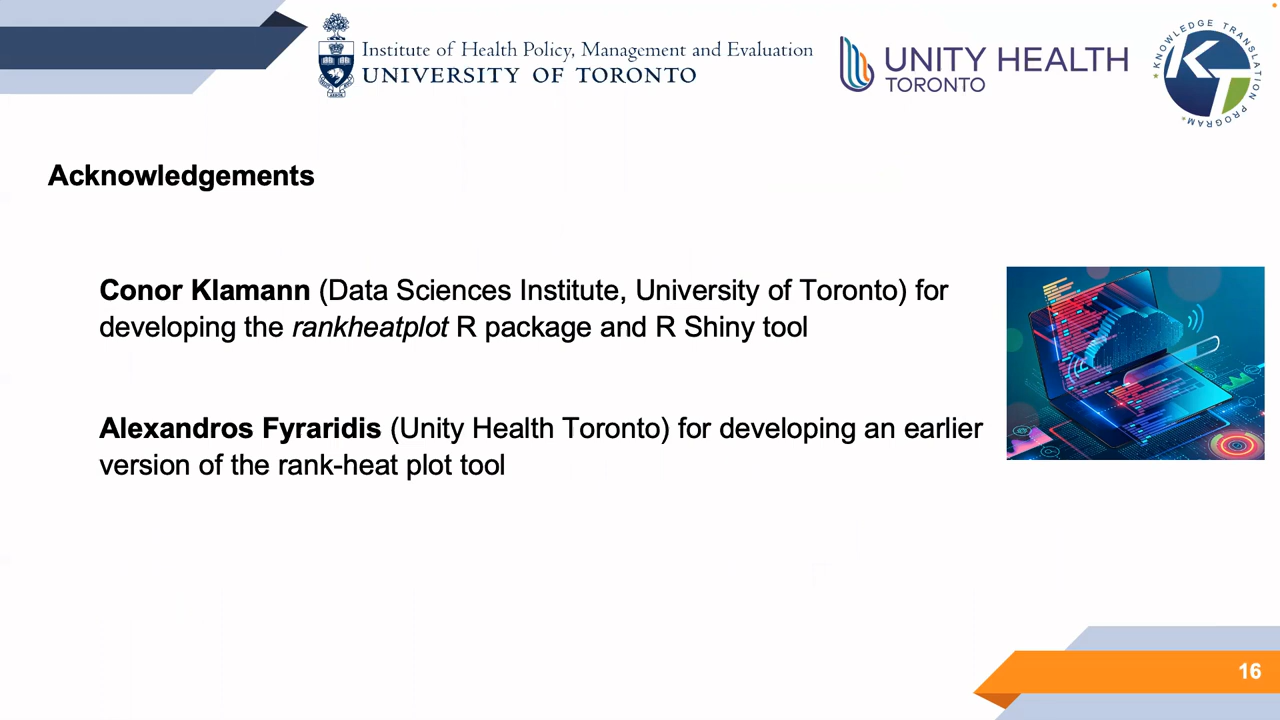 Institute of Health Policy, Management and Evaluation
UNIVERSITY OF TORONTO
UNITY HEALTH
TORONTO
KNOWLEDGE TRANSLATION PROGRAM
KT
Acknowledgements
Conor Klamann (Data Sciences Institute, University of Toronto) for
developing the rankheatplot R package and R Shiny tool
Alexandros Fyraridis (Unity Health Toronto) for developing an earlier
version of the rank-heat plot tool
16